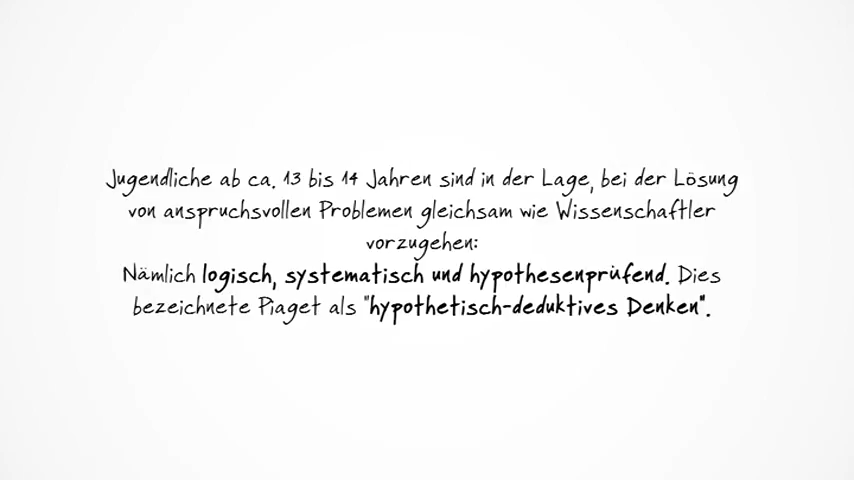 Jugendliche ab ca. 13 bis 14 Jahren sind in der Lage, bei der Lösung
von anspruchsvollen Problemen gleichsam wie Wissenschaftler
vorzugehen:
Nämlich logisch, systematisch und hypothesenprüfend. Dies
bezeichnete Piaget als "hypothetisch-deduktives Denken".